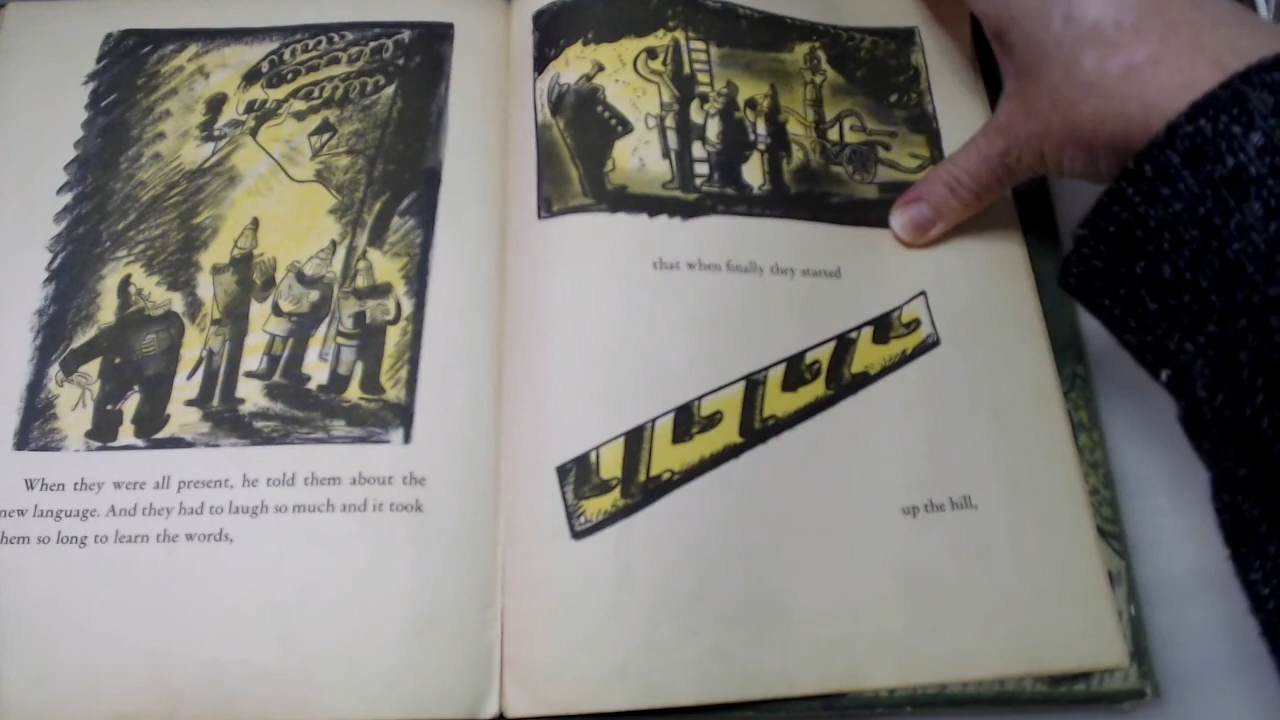 When they were all present, he told them about the
new language. And they had to laugh so much and it took
hem so long to learn the words,
that when finally they started
up the hill,